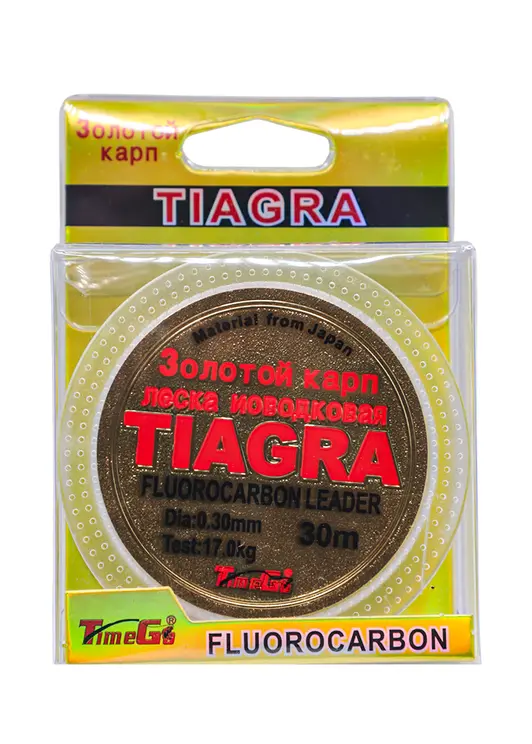 Золотой
карп
TIAGRA
Material from Japan
Золотой карп
леска новодковая
TIAGRA
FLUOROCARBON LEADER
Dia:0.30mm
30m
Test:17.0kg
TimeGo
TimeGo®
FLUOROCARBON